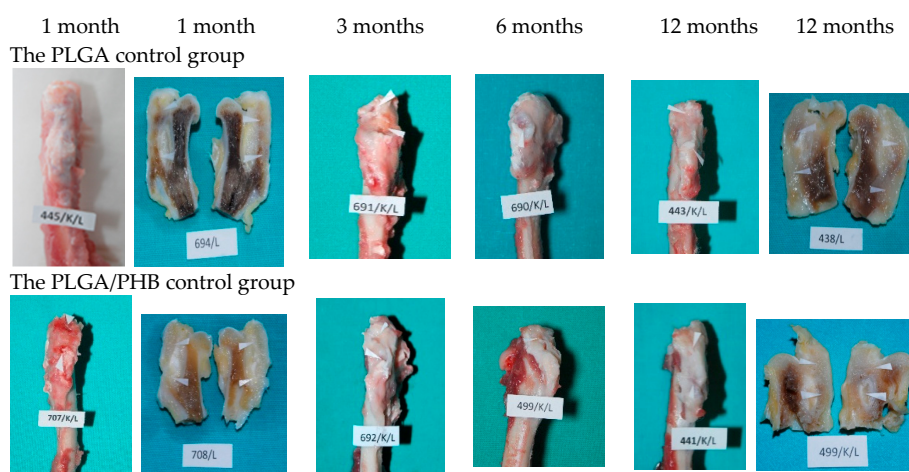 1 month 1 month 3 months 6 months 12 months 12 months
The PLGA control group
445/K/L 694/L 691/K/L 690/K/L 443/K/L 438/L
The PLGA/PHB control group
707/K/L 708/L 692/K/L 499/K/L 441/K/L 499/K/L